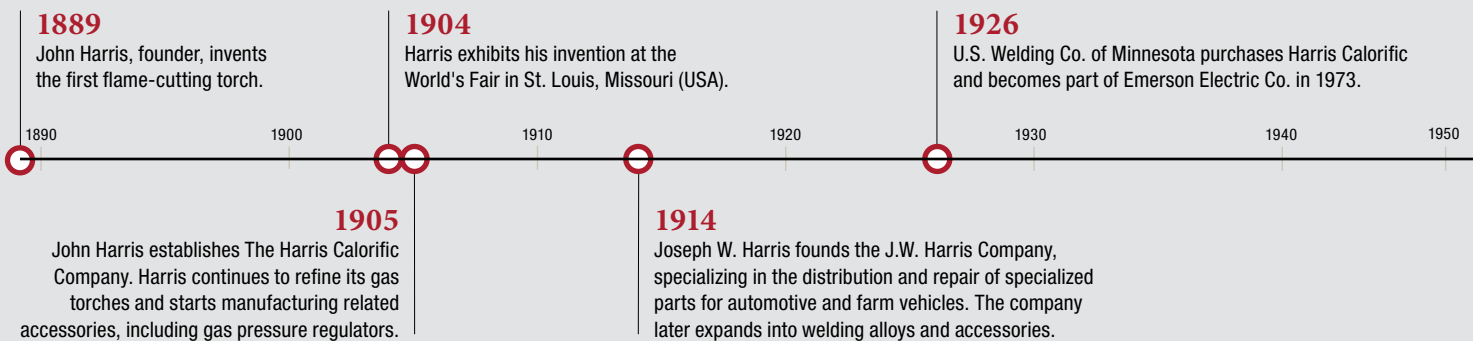 1889
John Harris, founder, invents
the first flame-cutting torch.
1904
Harris exhibits his invention at the
World's Fair in St. Louis, Missouri (USA).
1926
U.S. Welding Co. of Minnesota purchases Harris Calorific
and becomes part of Emerson Electric Co. in 1973.
1890
1900
1910
1920
1930
1940
1950
1905
John Harris establishes The Harris Calorific
Company. Harris continues to refine its gas
torches and starts manufacturing related
accessories, including gas pressure regulators.
1914
Joseph W. Harris founds the J.W. Harris Company,
specializing in the distribution and repair of specialized
parts for automotive and farm vehicles. The company
later expands into welding alloys and accessories.